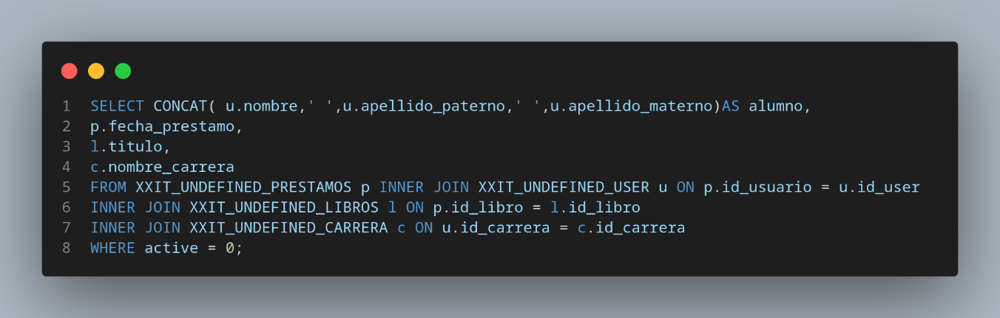 1 SELECT CONCAT( u.nombre,' ',u.apellido_paterno,' ',u.apellido_materno)AS alumno,
2 p.fecha_prestamo,
3 l.titulo,
4 c.nombre_carrera
5 FROM XXIT_UNDEFINED_PRESTAMOS p INNER JOIN XXIT_UNDEFINED_USER u ON p.id_usuario = u.id_user
6 INNER JOIN XXIT_UNDEFINED_LIBROS l ON p.id_libro = l.id_libro
7 INNER JOIN XXIT_UNDEFINED_CARRERA c ON u.id_carrera = c.id_carrera
8 WHERE active = 0;